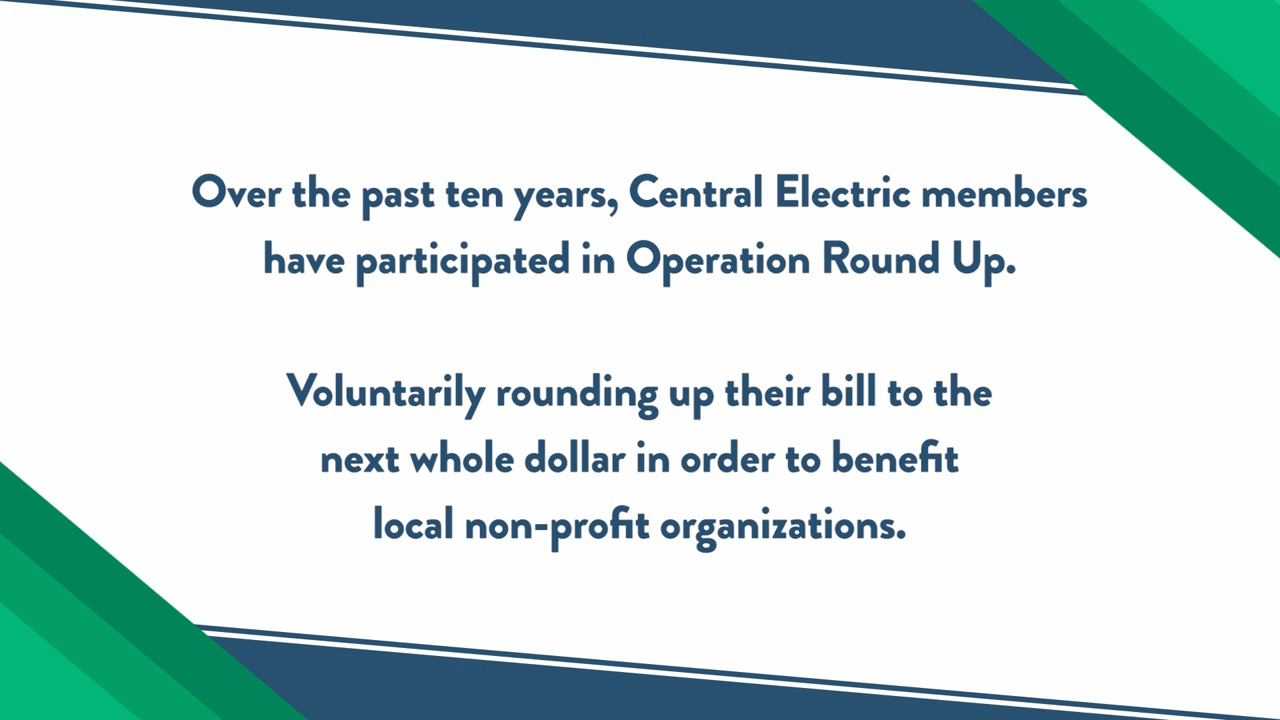 Over the past ten years, Central Electric members
have participated in Operation Round Up.
Voluntarily rounding up their bill to the
next whole dollar in order to benefit
local non-profit organizations.